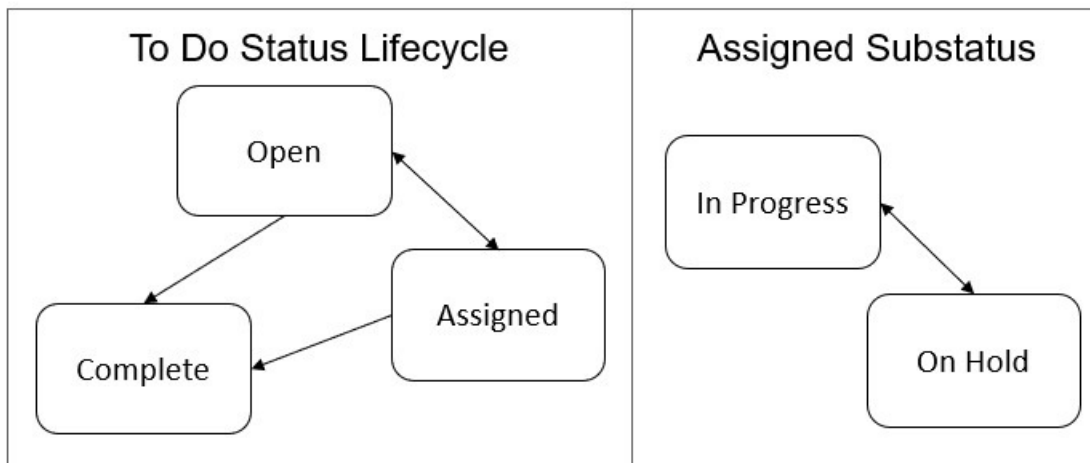 To Do Status Lifecycle
Open
Assigned
Complete
Assigned Substatus
In Progress
On Hold